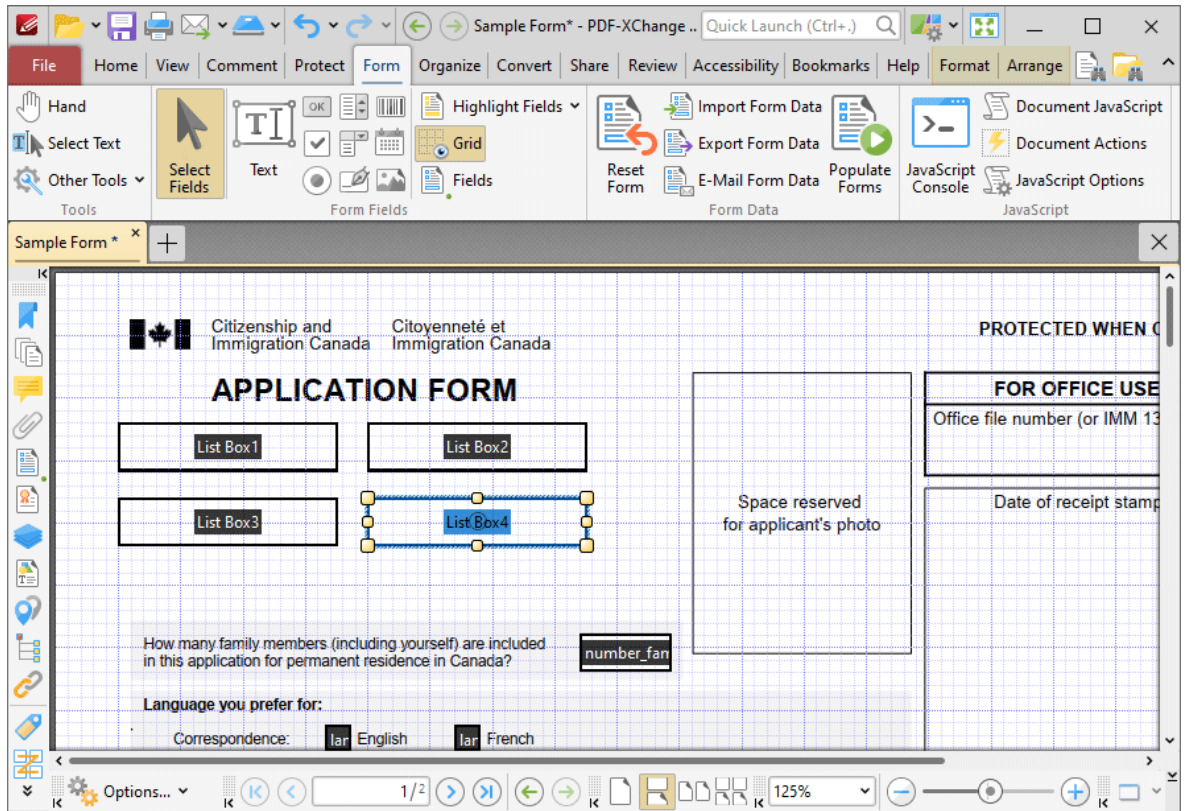 Sample Form* - PDF-XChange ..
Quick Launch (Ctrl+.)
File Home View Comment Protect Form Organize Convert Share Review Accessibility Bookmarks Help Format Arrange
Hand
Select Text
Other Tools
Tools
Select Fields
Text
OK
Highlight Fields
Grid
Fields
Form Fields
Reset Form
Import Form Data
Export Form Data
E-Mail Form Data
Populate Forms
Form Data
JavaScript Console
Document JavaScript
Document Actions
JavaScript Options
JavaScript
Sample Form *
Citizenship and
Immigration Canada
Citoyenneté et
Immigration Canada
PROTECTED WHEN
APPLICATION FORM
FOR OFFICE USE
Office file number (or IMM 13
List Box1
List Box2
List Box3
List Box4
Space reserved
for applicant's photo
Date of receipt stamp
How many family members (including yourself) are included
in this application for permanent residence in Canada?
number_fam
Language you prefer for:
Correspondence: lar English lar French
Options...
1/2
125%